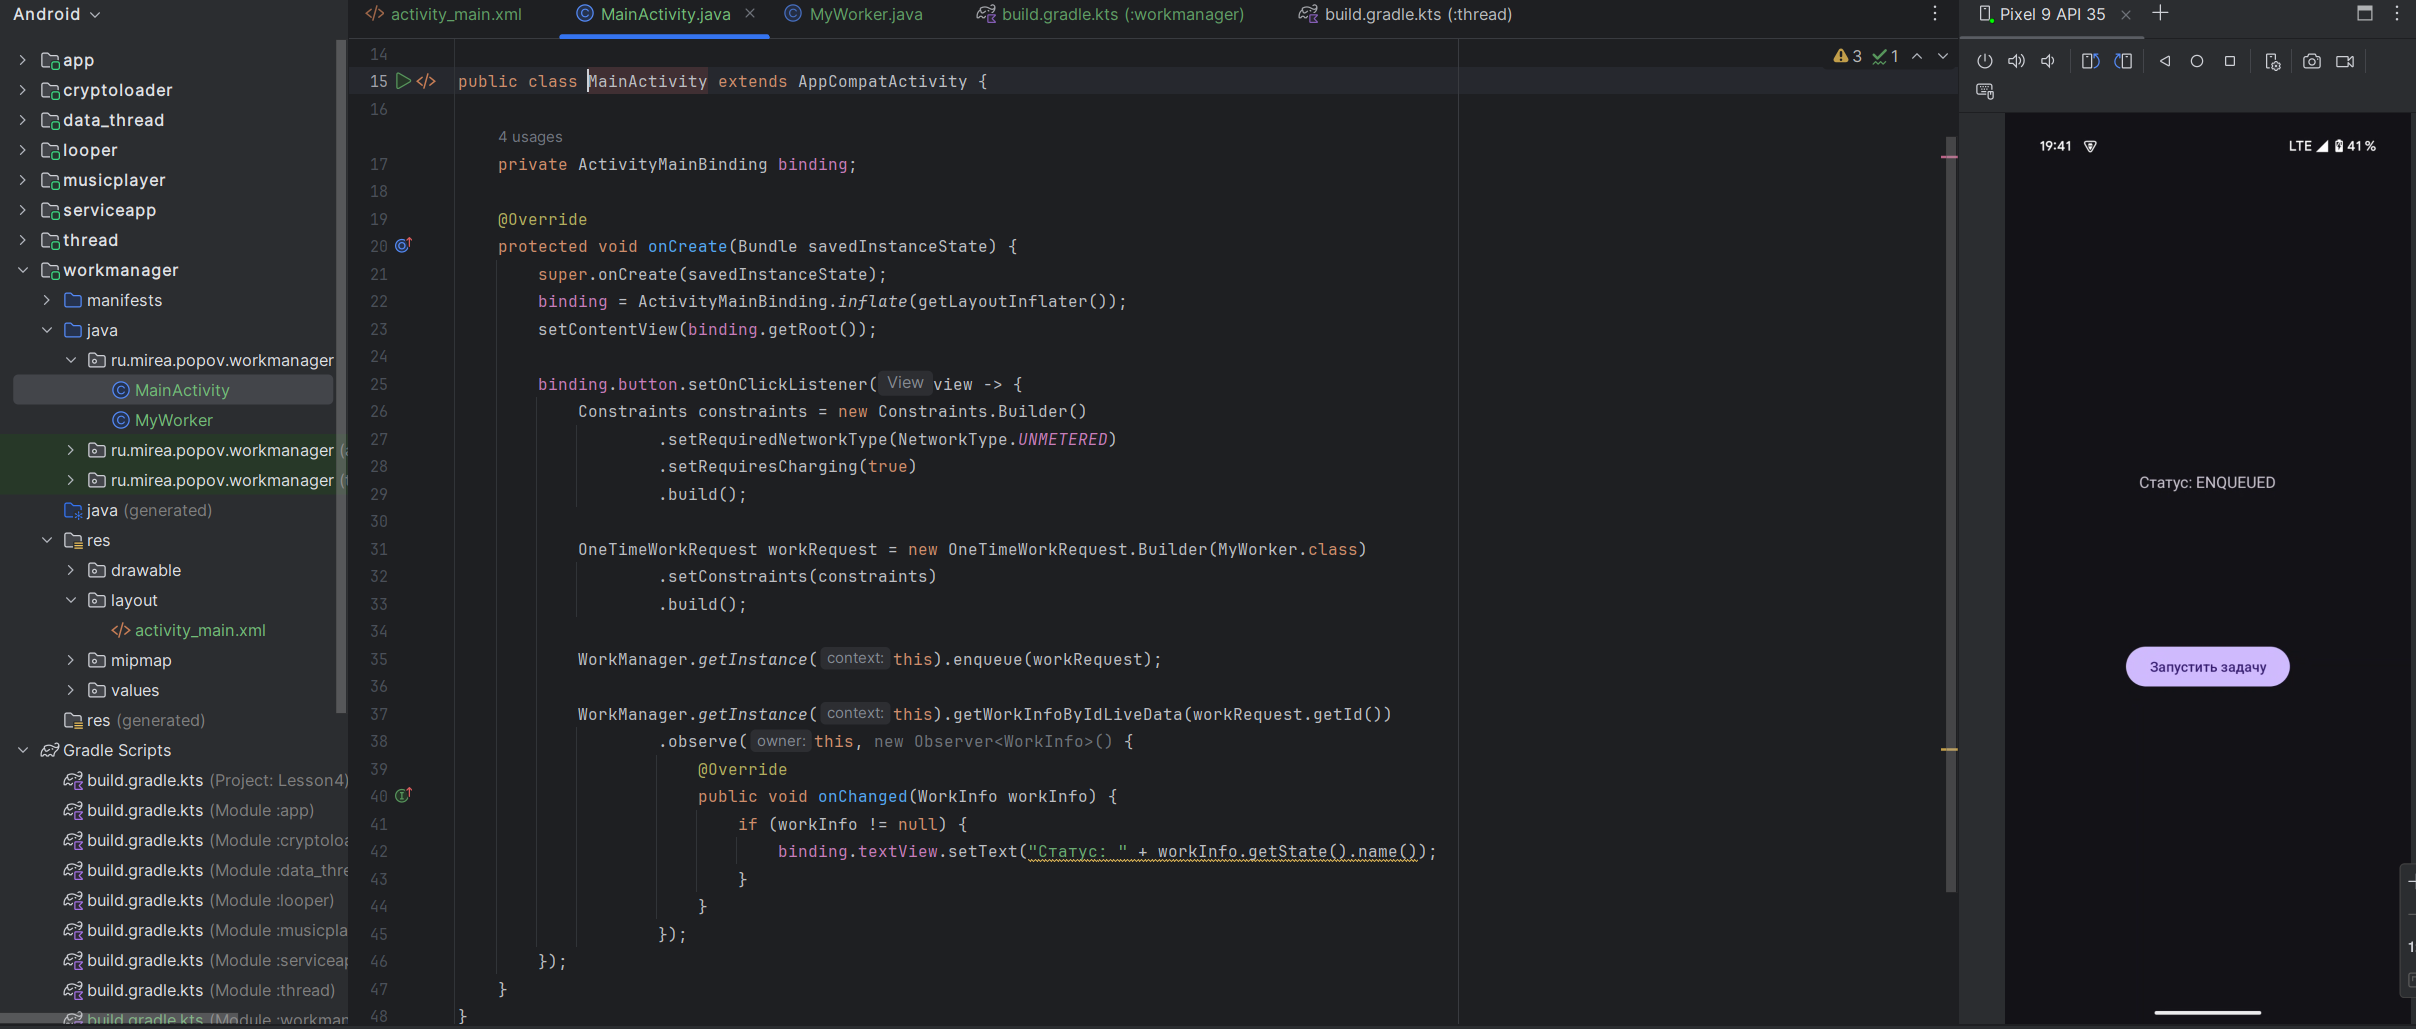 Android
app
cryptoloader
data_thread
looper
musicplayer
serviceapp
thread
workmanager
manifests
java
ru.mirea.popov.workmanager
MainActivity
MyWorker
ru.mirea.popov.workmanager
ru.mirea.popov.workmanager
java (generated)
res
drawable
layout
activity_main.xml
mipmap
values
res (generated)
Gradle Scripts
build.gradle.kts (Project: Lesson4)
build.gradle.kts (Module :app)
build.gradle.kts (Module :cryptoloa
build.gradle.kts (Module :data_thre
build.gradle.kts (Module :looper)
build.gradle.kts (Module :musicpla
build.gradle.kts (Module :serviceap
build.gradle.kts (Module :thread)
build.gradle.kts (Module :workman
activity_main.xml MainActivity.java MyWorker.java build.gradle.kts (:workmanager) build.gradle.kts (:thread)
3 1
14
15 public class MainActivity extends AppCompatActivity {
16
4 usages
17 private ActivityMainBinding binding;
18
19 @Override
20 protected void onCreate(Bundle savedInstanceState) {
21 super.onCreate(savedInstanceState);
22 binding = ActivityMainBinding.inflate(getLayoutInflater());
23 setContentView(binding.getRoot());
24
25 binding.button.setOnClickListener( View view -> {
26 Constraints constraints = new Constraints.Builder()
27 .setRequiredNetworkType(NetworkType.UNMETERED)
28 .setRequiresCharging(true)
29 .build();
30
31 OneTimeWorkRequest workRequest = new OneTimeWorkRequest.Builder(MyWorker.class)
32 .setConstraints(constraints)
33 .build();
34
35 WorkManager.getInstance( context: this).enqueue(workRequest);
36
37 WorkManager.getInstance( context: this).getWorkInfoByIdLiveData(workRequest.getId())
38 .observe( owner: this, new Observer<WorkInfo>() {
39 @Override
40 public void onChanged(WorkInfo workInfo) {
41 if (workInfo != null) {
42 binding.textView.setText("Статус: " + workInfo.getState().name());
43 }
44 }
45 });
46 });
47 }
48 }
Pixel 9 API 35
19:41 LTE 41 %
Статус: ENQUEUED
Запустить задачу